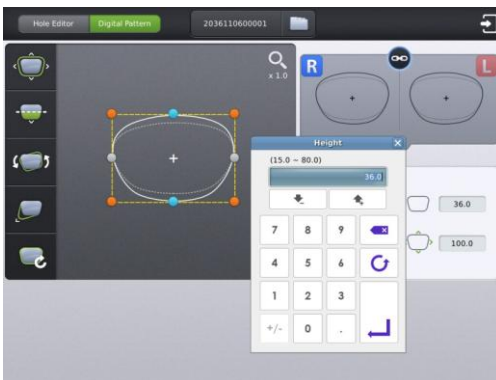 Hole Editor
Digital Pattern
2036110600001
x 1.0
R
L
Height
X
(15.0 ~ 80.0)
36.0
7 8 9
4 5 6
1 2 3
+/- 0 .
36.0
100.0